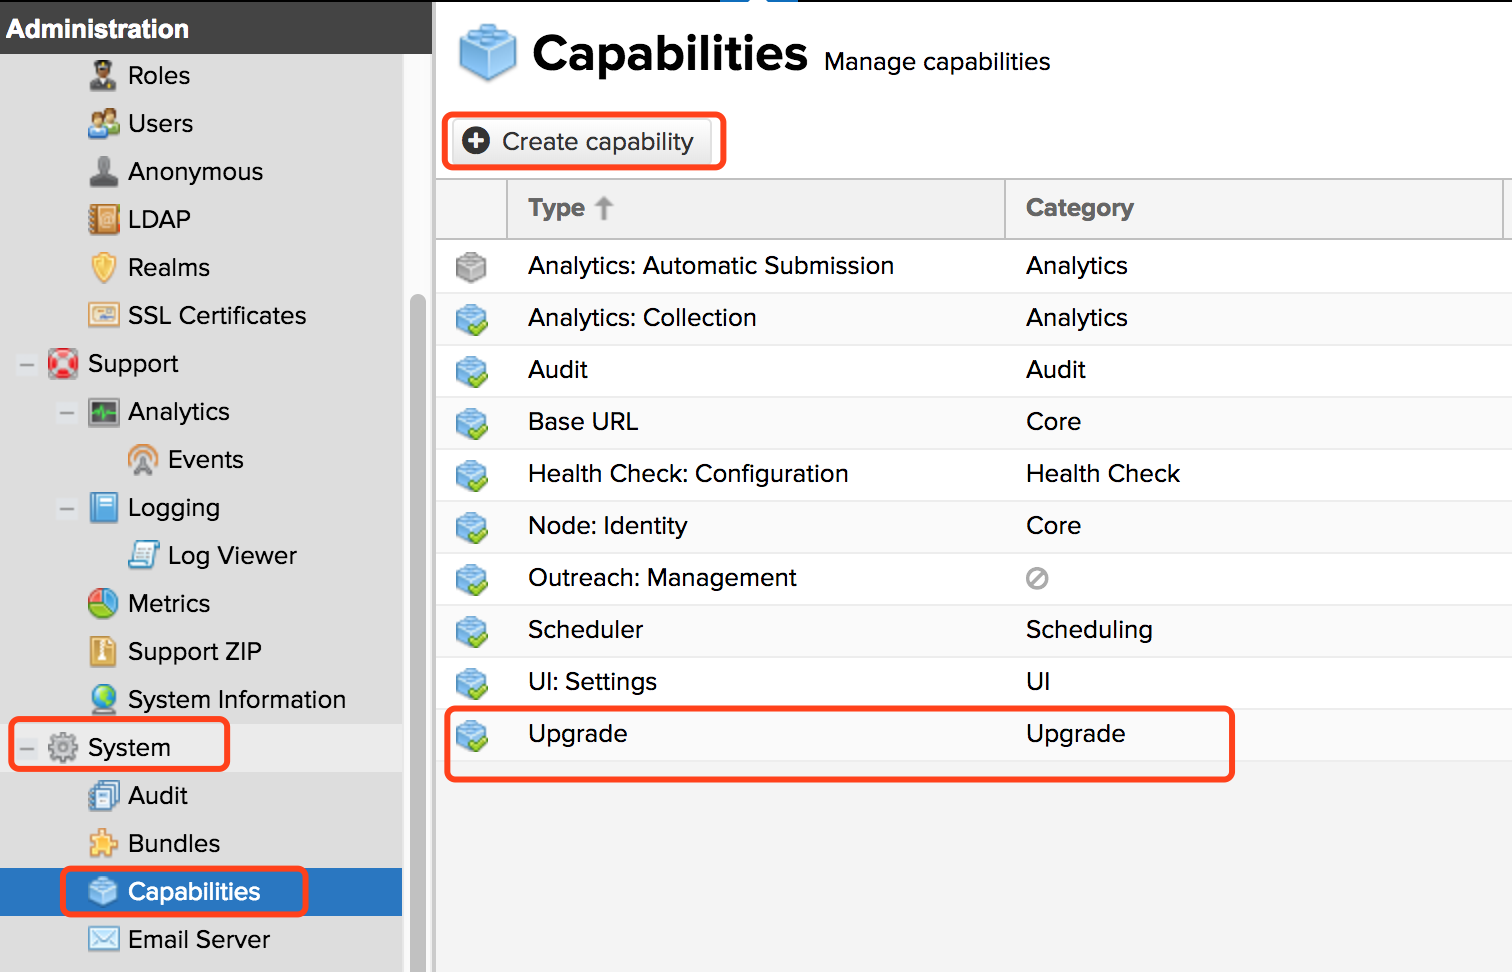 Administration
Roles
Users
Anonymous
LDAP
Realms
SSL Certificates
Support
Analytics
Events
Logging
Log Viewer
Metrics
Support ZIP
System Information
System
Audit
Bundles
Capabilities
Email Server
Capabilities Manage capabilities
Create capability
Type Category
Analytics: Automatic Submission Analytics
Analytics: Collection Analytics
Audit Audit
Base URL Core
Health Check: Configuration Health Check
Node: Identity Core
Outreach: Management
Scheduler Scheduling
UI: Settings UI
Upgrade Upgrade